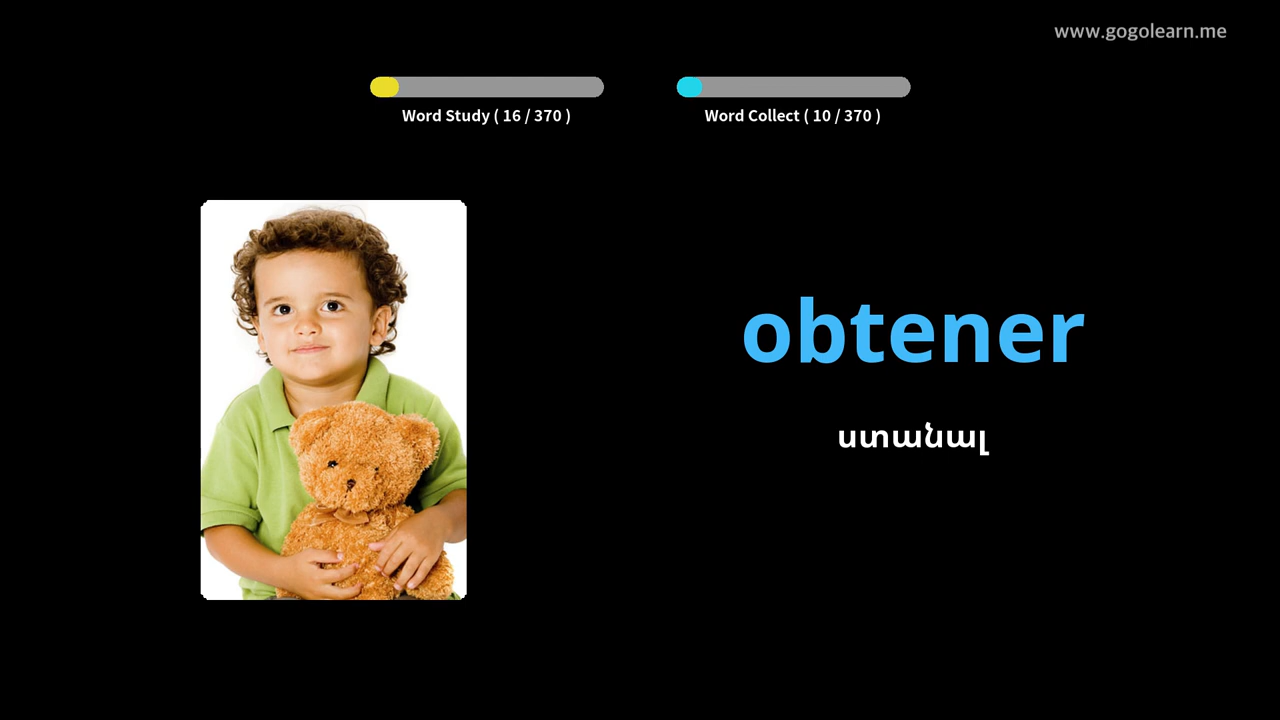 www.gogolearn.me
Word Study ( 16 / 370 )
Word Collect ( 10 / 370 )
obtener
ստանալ